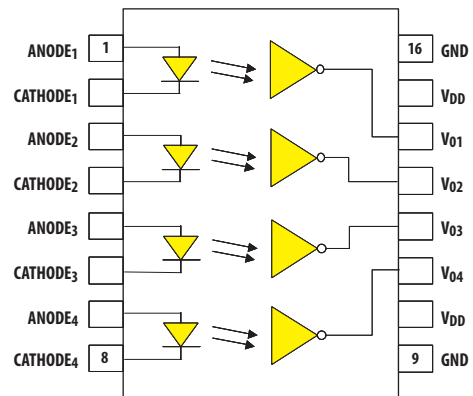 ANODE1 1 16 GND
CATHODE1 VDD
ANODE2 V01
CATHODE2 V02
ANODE3 V03
CATHODE3 V04
ANODE4 VDD
CATHODE4 8 9 GND